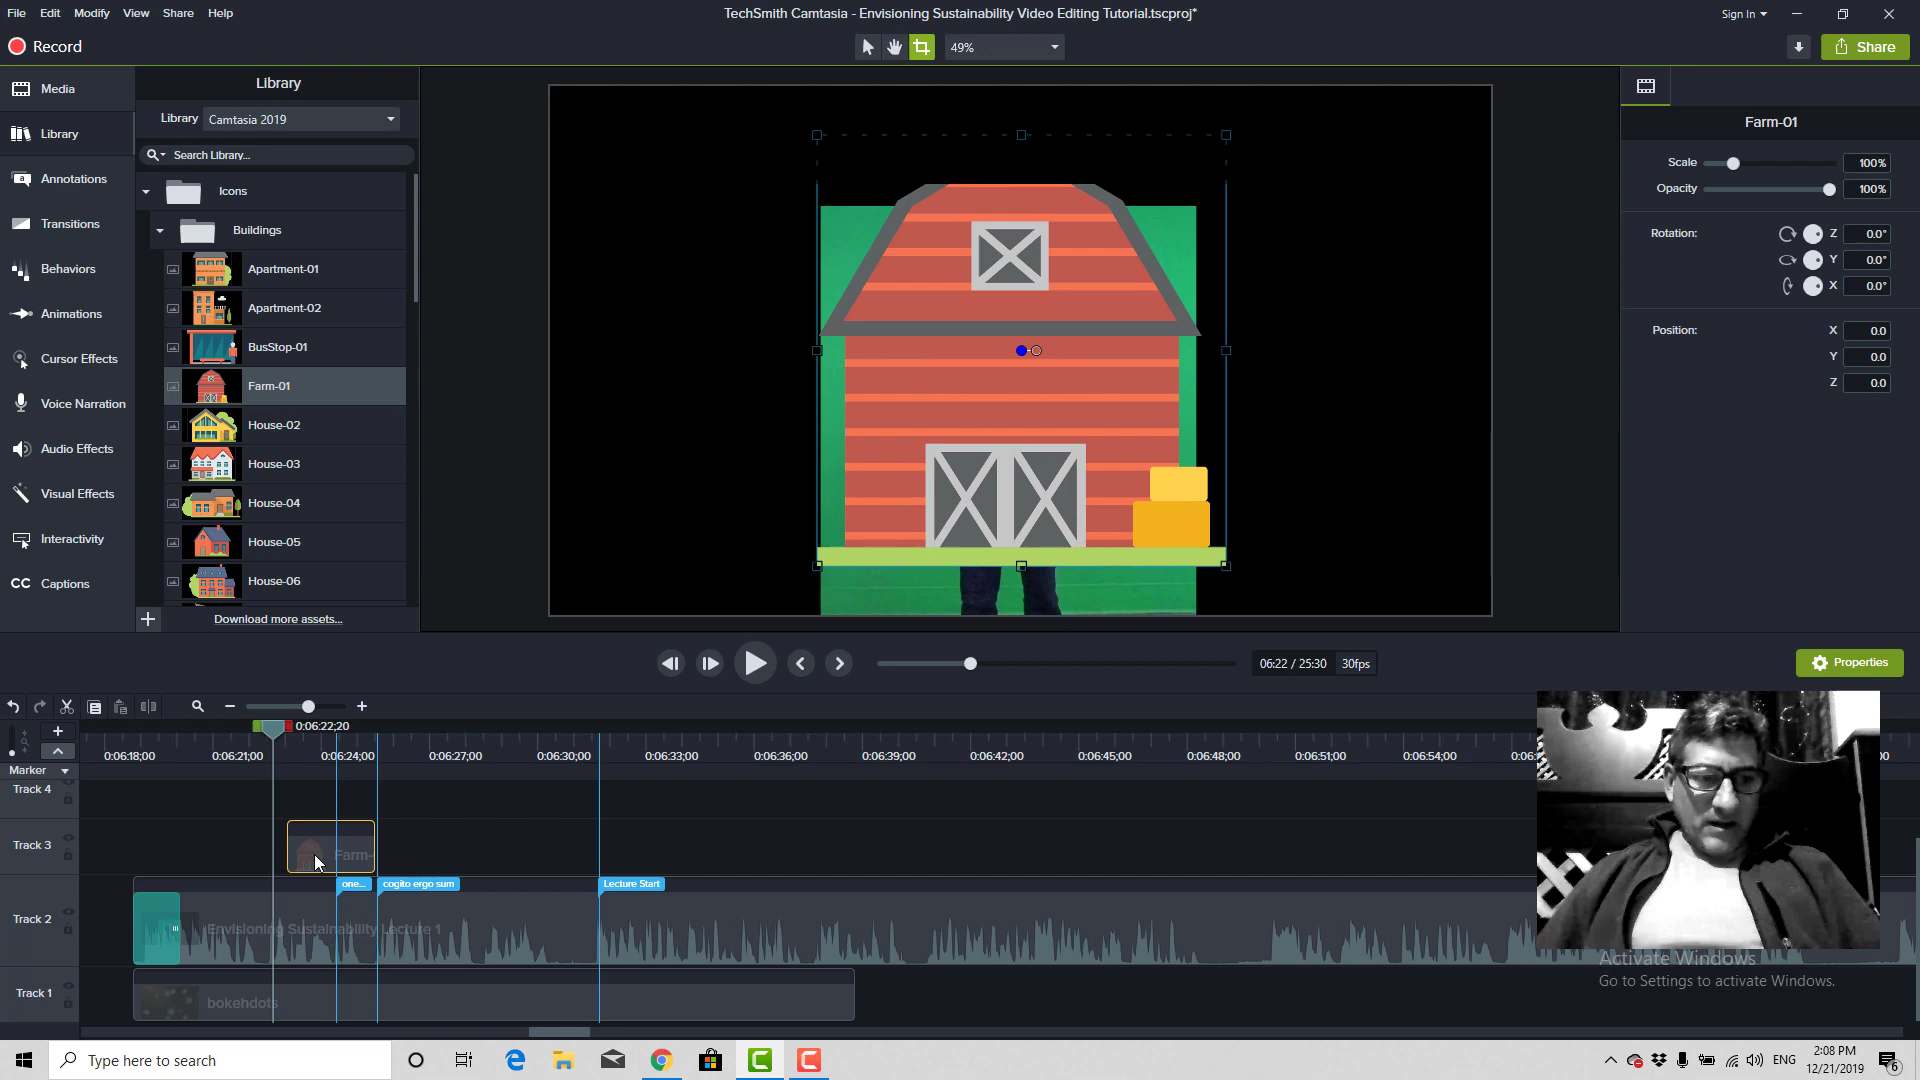 File Edit Modify View Share Help
TechSmith Camtasia - Envisioning Sustainability Video Editing Tutorial.tscproj*
Sign In
Record
49%
Share
Media
Library
Annotations
Transitions
Behaviors
Animations
Cursor Effects
Voice Narration
Audio Effects
Visual Effects
Interactivity
CC Captions
Library
Library Camtasia 2019
Search Library...
Icons
Buildings
Apartment-01
Apartment-02
BusStop-01
Farm-01
House-02
House-03
House-04
House-05
House-06
Download more assets...
Farm-01
Scale 100%
Opacity 100%
Rotation: Z 0.0°
Y 0.0°
X 0.0°
Position: X 0.0
Y 0.0
Z 0.0
06:22 / 25:30 30fps
Properties
0:06:22;20
0:06:18;00 0:06:21;00 0:06:24;00 0:06:27;00 0:06:30;00 0:06:33;00 0:06:36;00 0:06:39;00 0:06:42;00 0:06:45;00 0:06:48;00 0:06:51;00 0:06:54;00
Marker
Track 4
Track 3
Farm-
one... cogito ergo sum Lecture Start
Track 2
Envisioning Sustainability Lecture 1
Track 1
bokehdots
Activate Windows
Go to Settings to activate Windows.
Type here to search
ENG
2:08 PM
12/21/2019
6